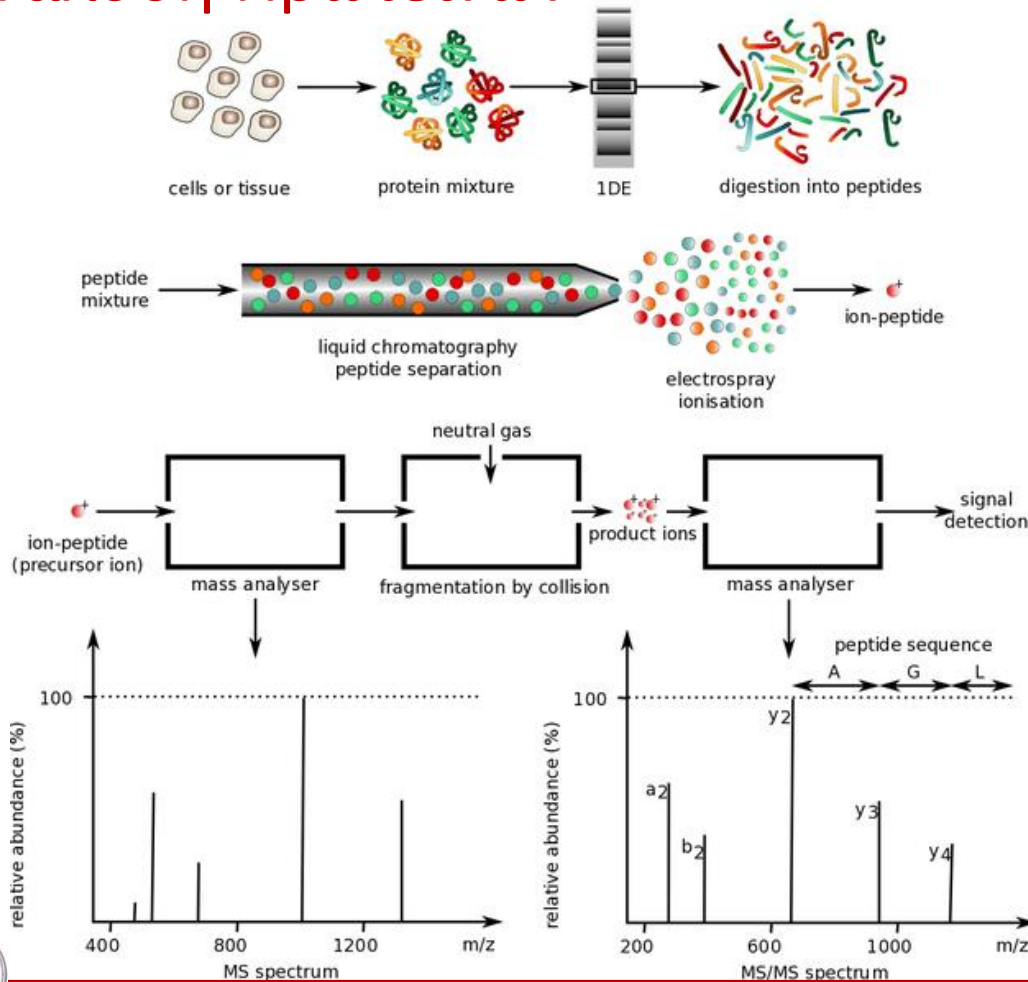 cells or tissue
protein mixture
1DE
digestion into peptides
peptide
mixture
liquid chromatography
peptide separation
electrospray
ionisation
+
ion-peptide
neutral gas
+
ion-peptide
(precursor ion)
mass analyser
fragmentation by collision
+ + +
product ions
mass analyser
signal
detection
relative abundance (%)
100
400 800 1200 m/z
MS spectrum
relative abundance (%)
100
peptide sequence
A G L
a2
b2
y2
y3
y4
200 600 1000 m/z
MS/MS spectrum